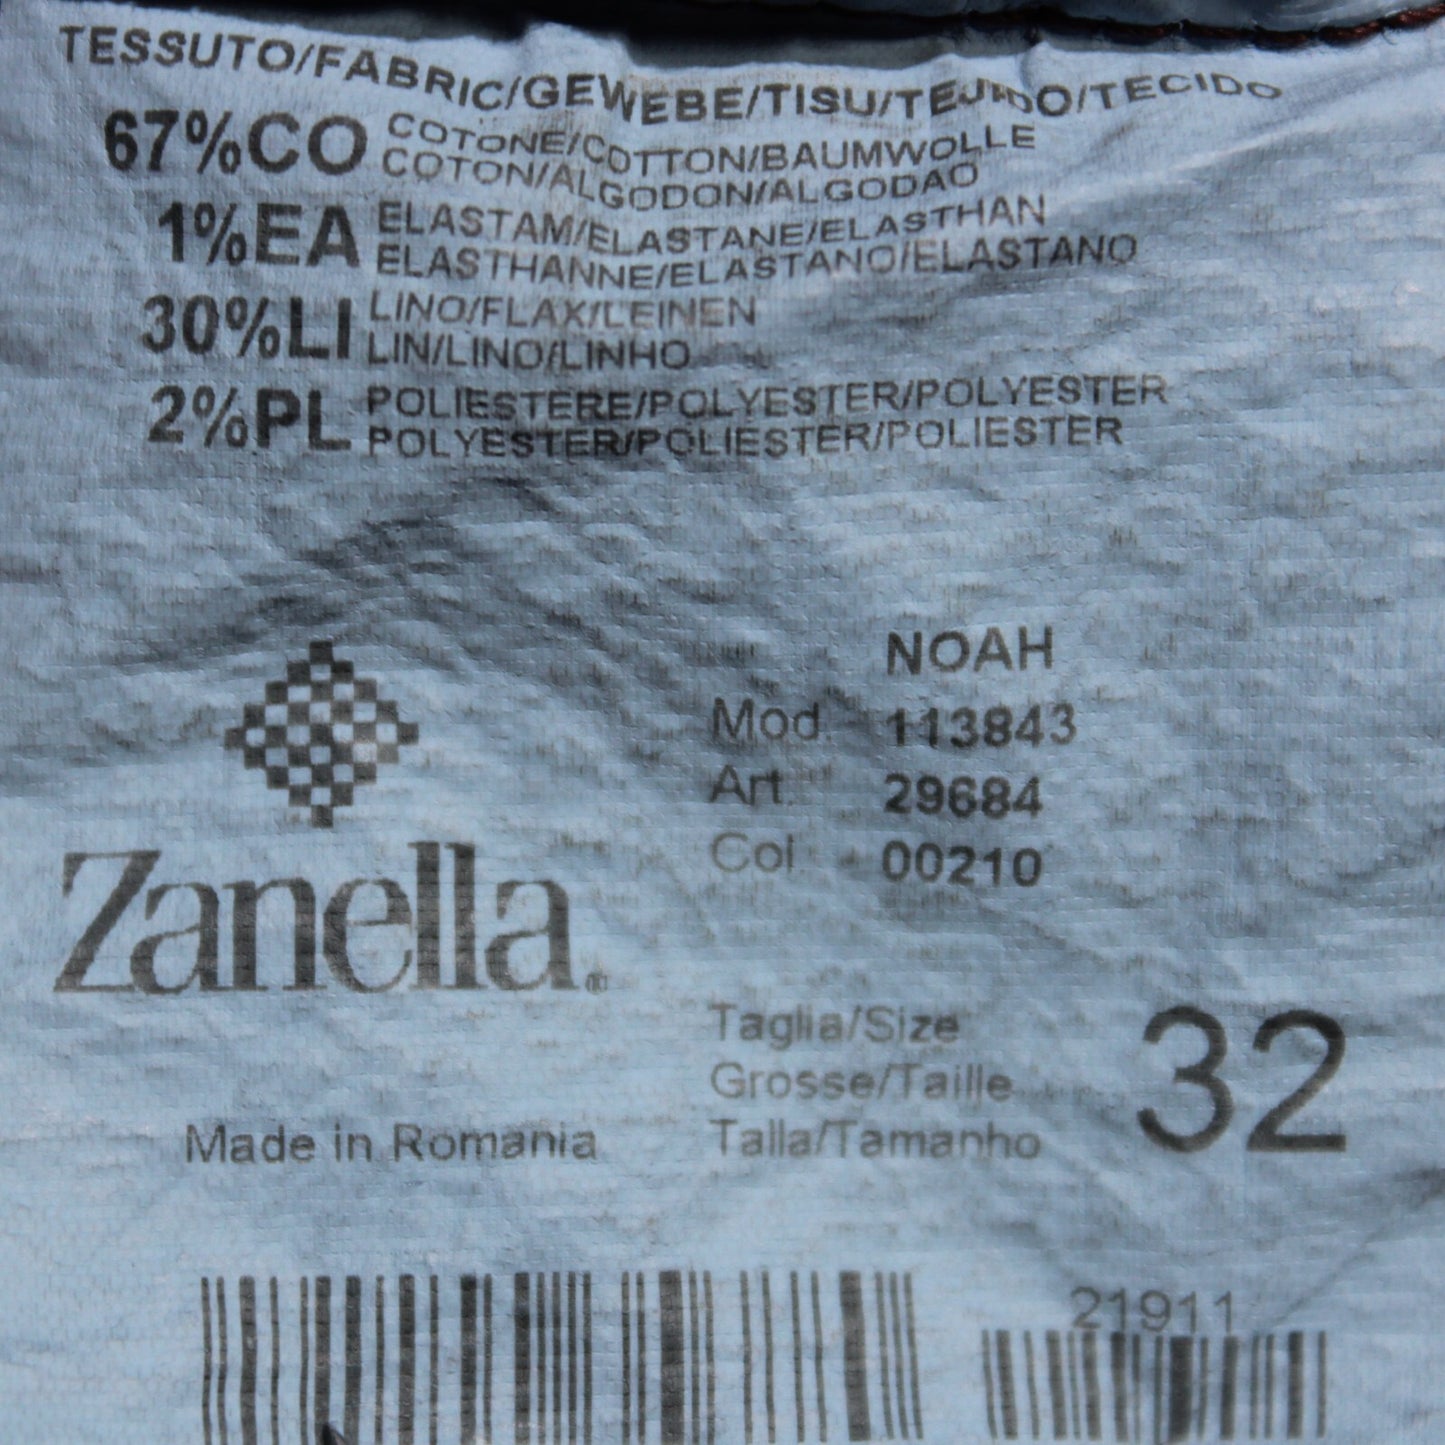 TESSUTO/FABRIC/GEWEBE/TISU/TEJIDO/TECIDO
67%CO COTONE/COTTON/BAUMWOLLE
COTON/ALGODON/ALGODAO
1%EA ELASTAM/ELASTANE/ELASTHAN
ELASTHANNE/ELASTANO/ELASTANO
30%LI LINO/FLAX/LEINEN
LIN/LINO/LINHO
2%PL POLIESTERE/POLYESTER/POLYESTER
POLYESTER/POLIESTER/POLIESTER
NOAH
Mod. 113843
Art. 29684
Col. 00210
Zanella®
Taglia/Size
Grosse/Taille
Talla/Tamanho
32
Made in Romania
21911